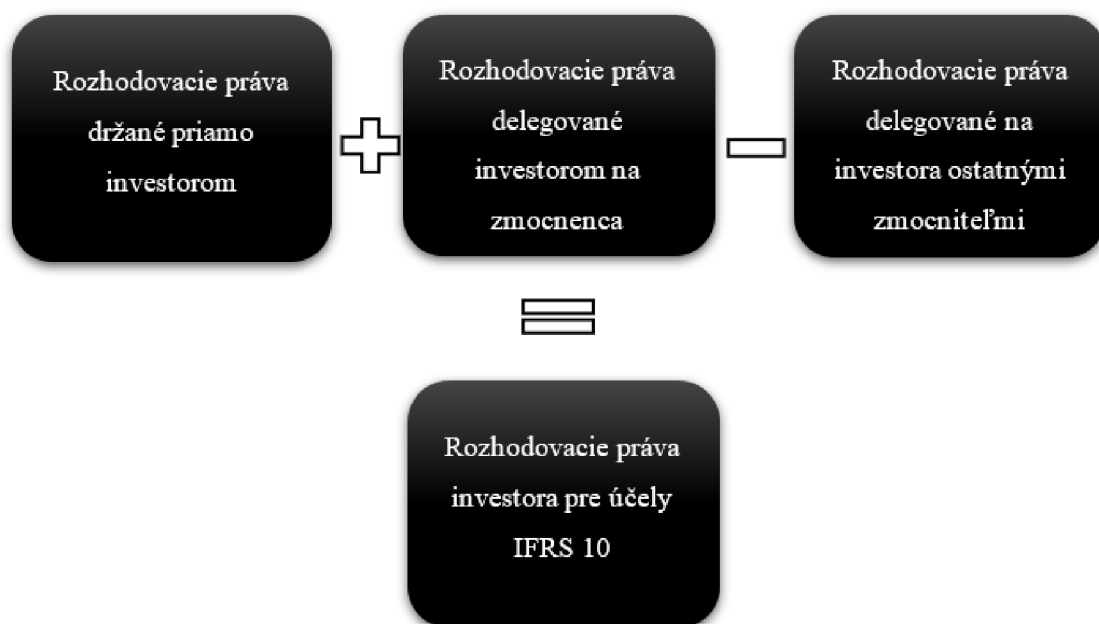 Rozhodovacie práva
držané priamo
investorom
Rozhodovacie práva
delegované
investorom na
zmocnenca
Rozhodovacie práva
delegované na
investora ostatnými
zmocniteľmi
Rozhodovacie práva
investora pre účely
IFRS 10